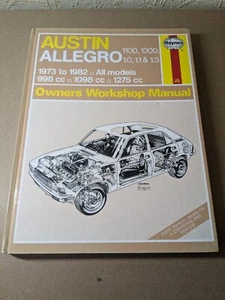 AUSTIN
ALLEGRO 1100, 1300,
1.0, 1.1 & 1.3
Haynes
1973 to 1982 □ All models
998 cc □ 1098 cc □ 1275 cc
Owners Workshop Manual